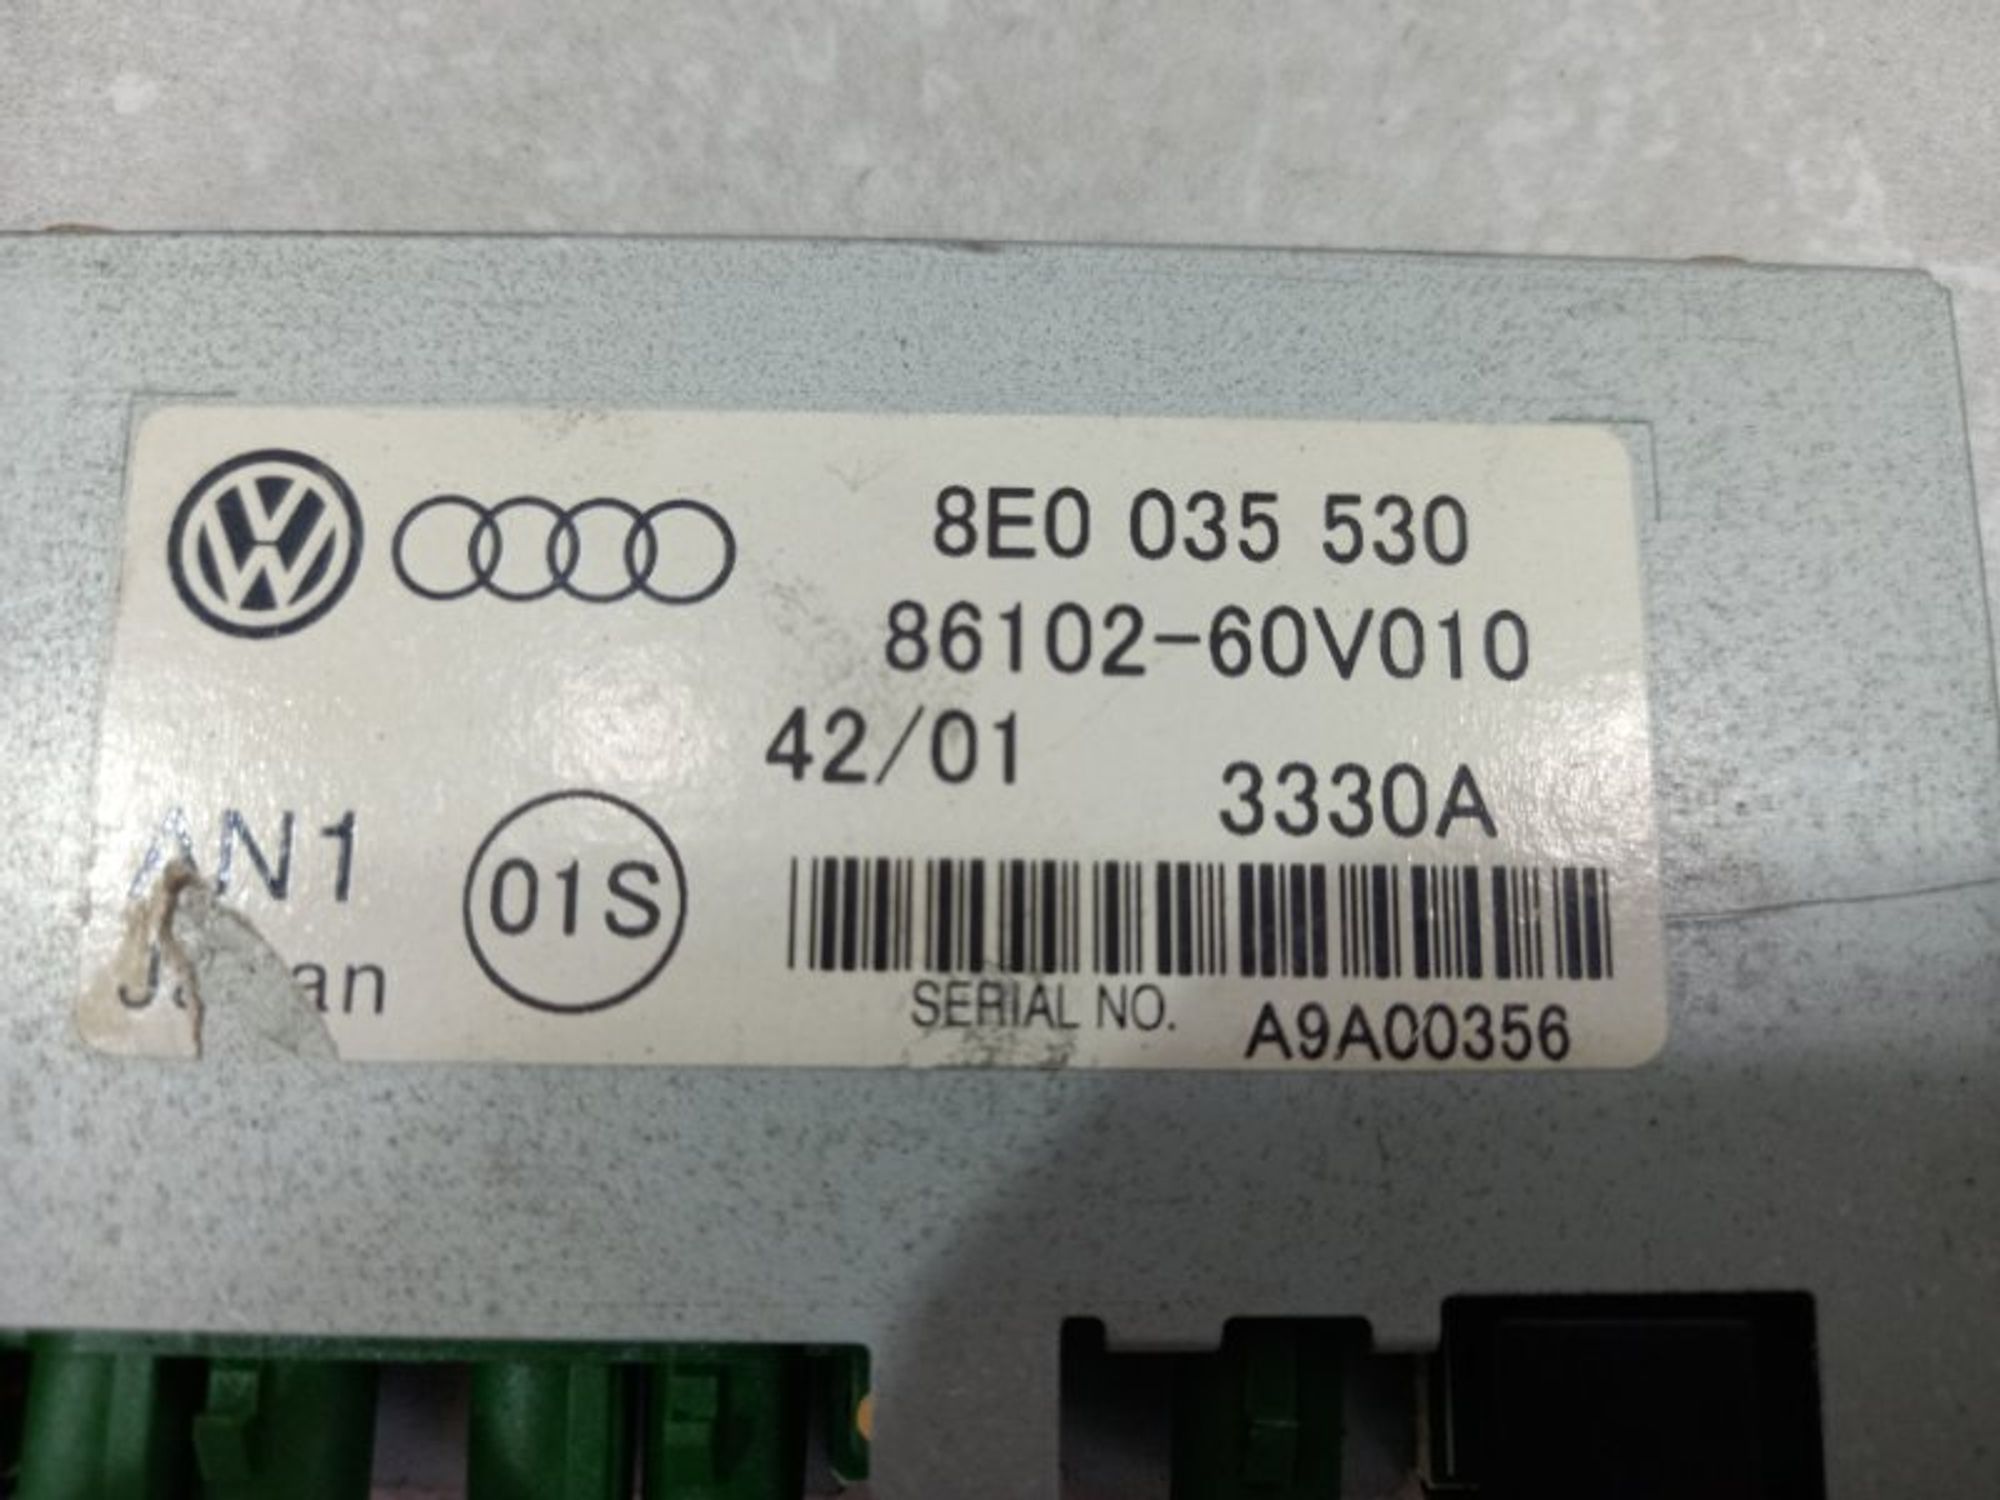 8E0 035 530
86102-60V010
42/01
3330A
AN1
01S
SERIAL NO. A9A00356